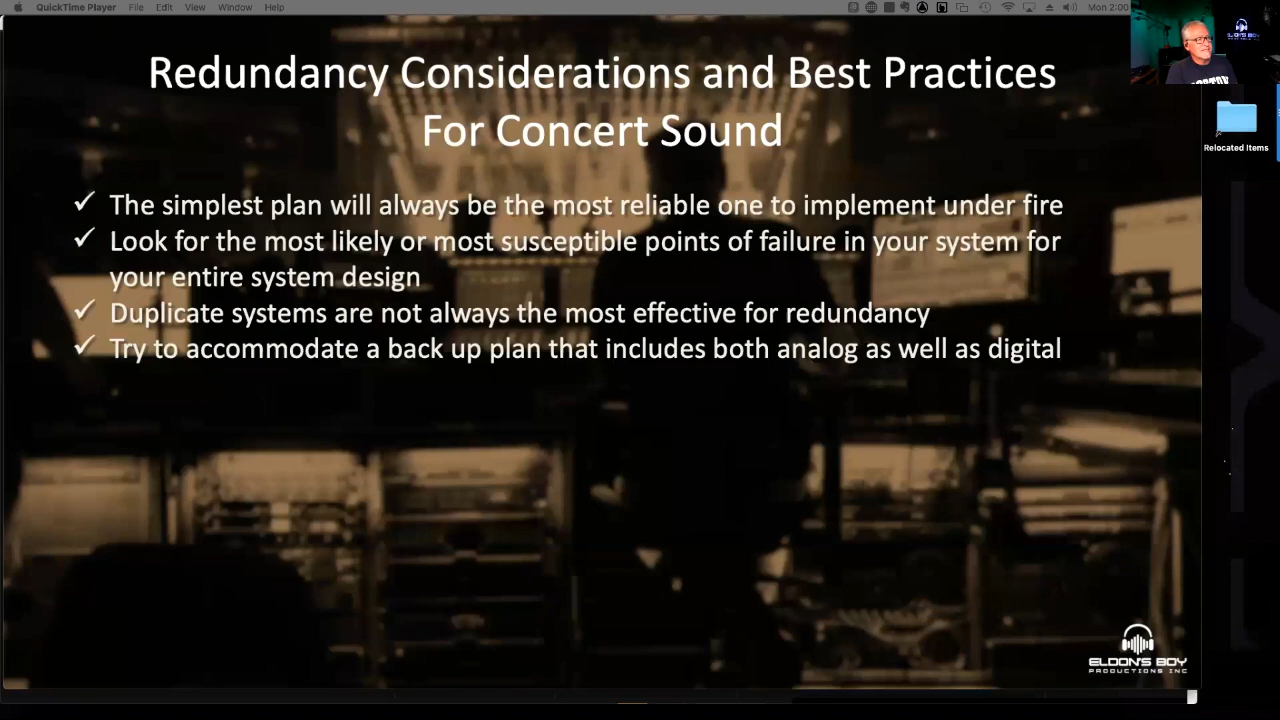 QuickTime Player File Edit View Window Help Mon 2:00
Redundancy Considerations and Best Practices
For Concert Sound
✓ The simplest plan will always be the most reliable one to implement under fire
✓ Look for the most likely or most susceptible points of failure in your system for
your entire system design
✓ Duplicate systems are not always the most effective for redundancy
✓ Try to accommodate a back up plan that includes both analog as well as digital
Relocated Items
ELDON'S BOY
PRODUCTIONS INC